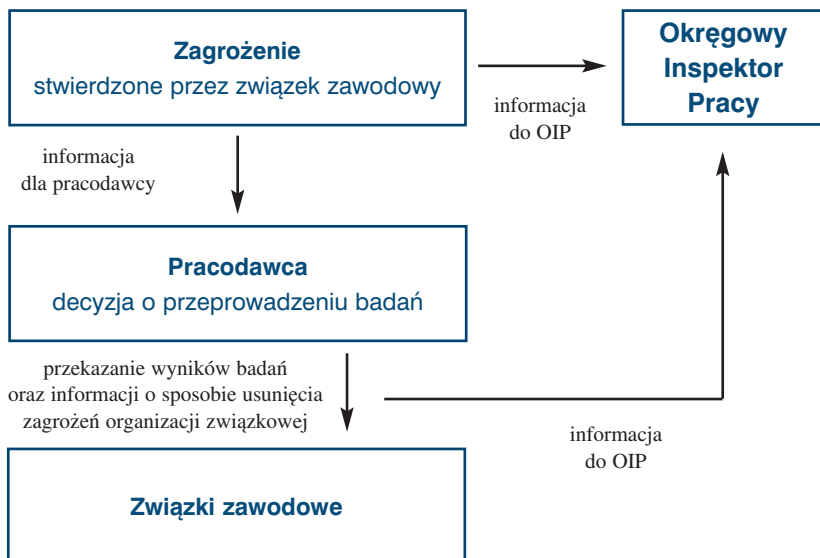 Zagrożenie
stwierdzone przez związek zawodowy
Okręgowy
Inspektor
Pracy
informacja
do OIP
informacja
dla pracodawcy
Pracodawca
decyzja o przeprowadzeniu badań
przekazanie wyników badań
oraz informacji o sposobie usunięcia
zagrożeń organizacji związkowej
informacja
do OIP
Związki zawodowe